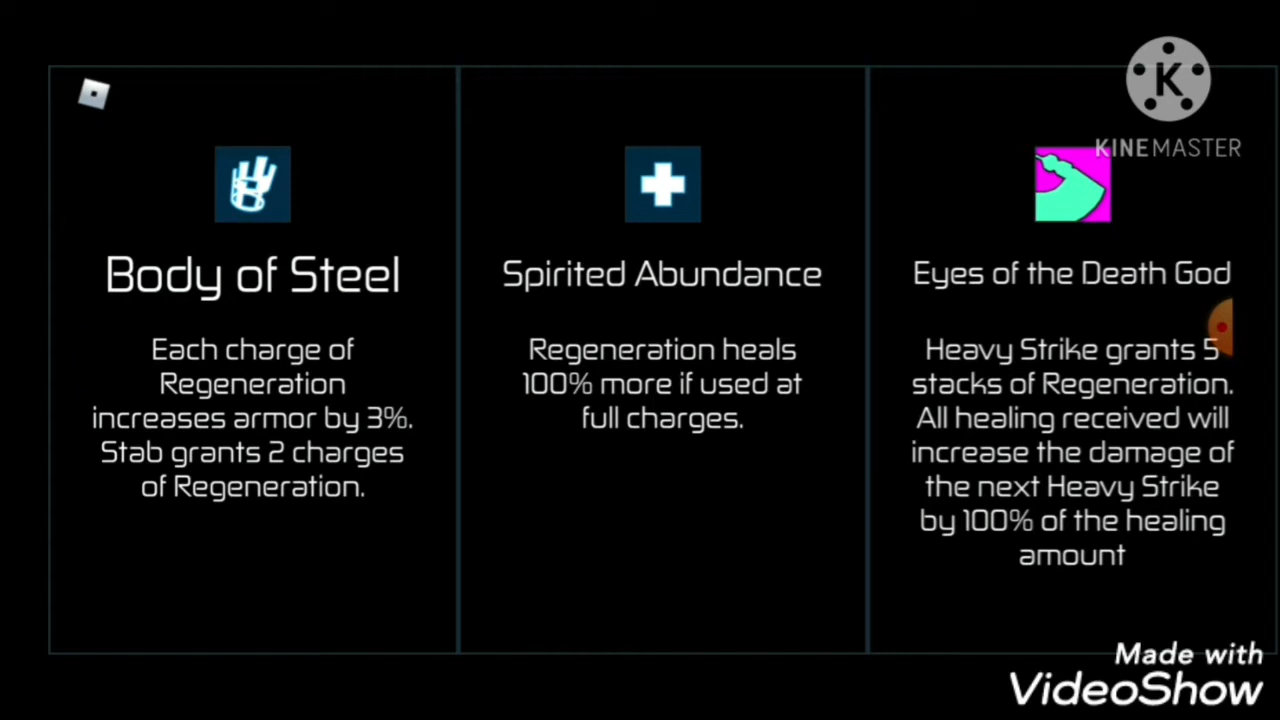 K
KINEMASTER
Body of Steel
Each charge of
Regeneration
increases armor by 3%.
Stab grants 2 charges
of Regeneration.
Spirited Abundance
Regeneration heals
100% more if used at
full charges.
Eyes of the Death God
Heavy Strike grants 5
stacks of Regeneration.
All healing received will
increase the damage of
the next Heavy Strike
by 100% of the healing
amount
Made with
VideoShow